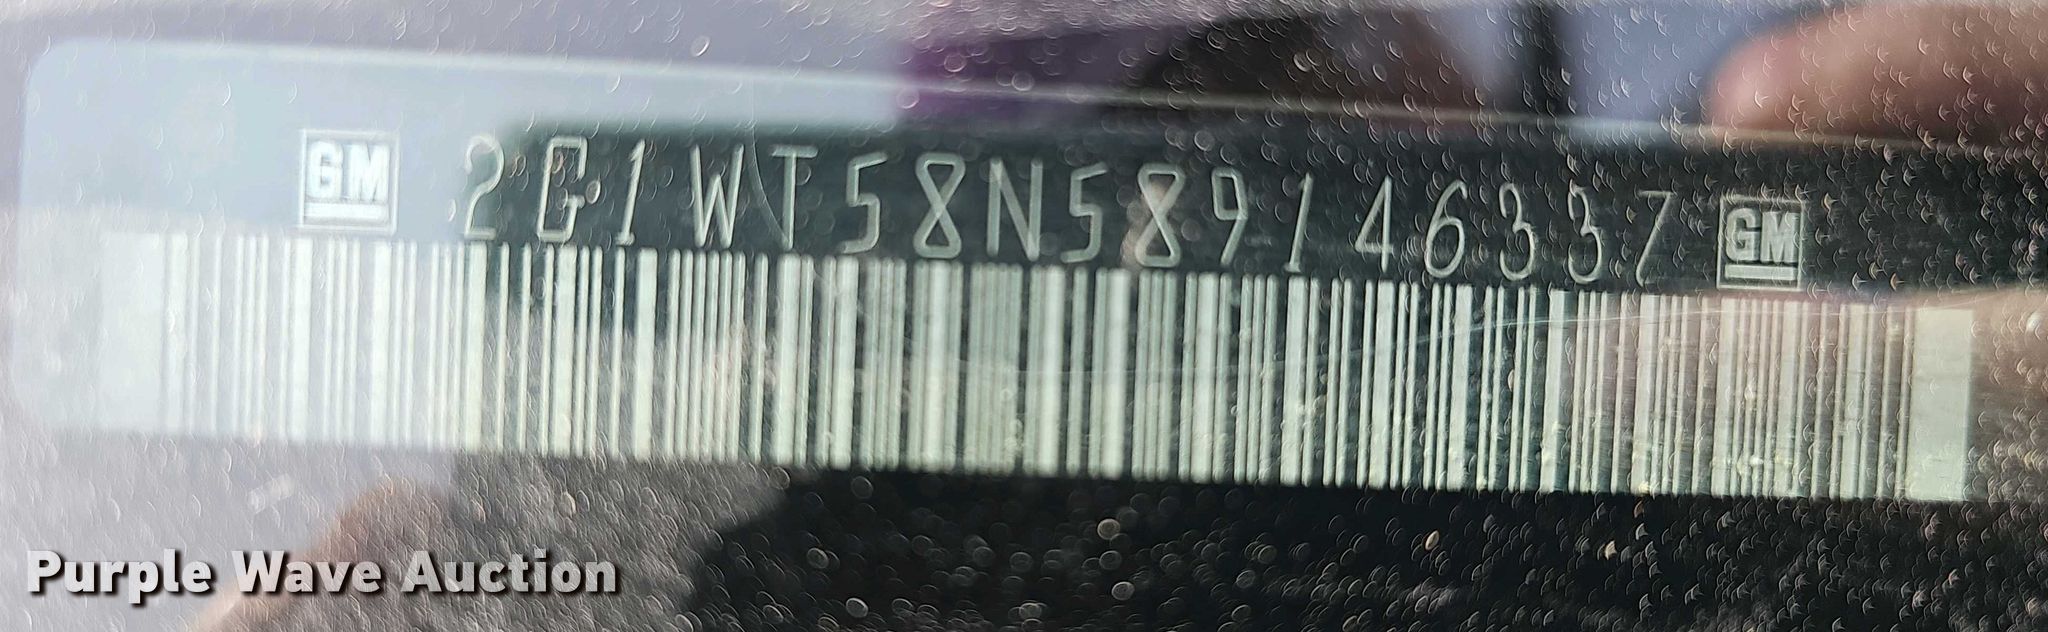 GM 2G1WT58N589146337 GM
Purple Wave Auction